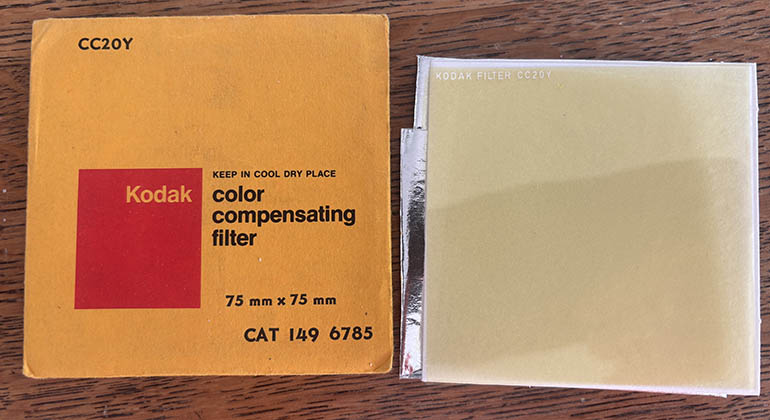 CC20Y
KEEP IN COOL DRY PLACE
Kodak
color
compensating
filter
75 mm x 75 mm
CAT 149 6785
KODAK FILTER CC20Y